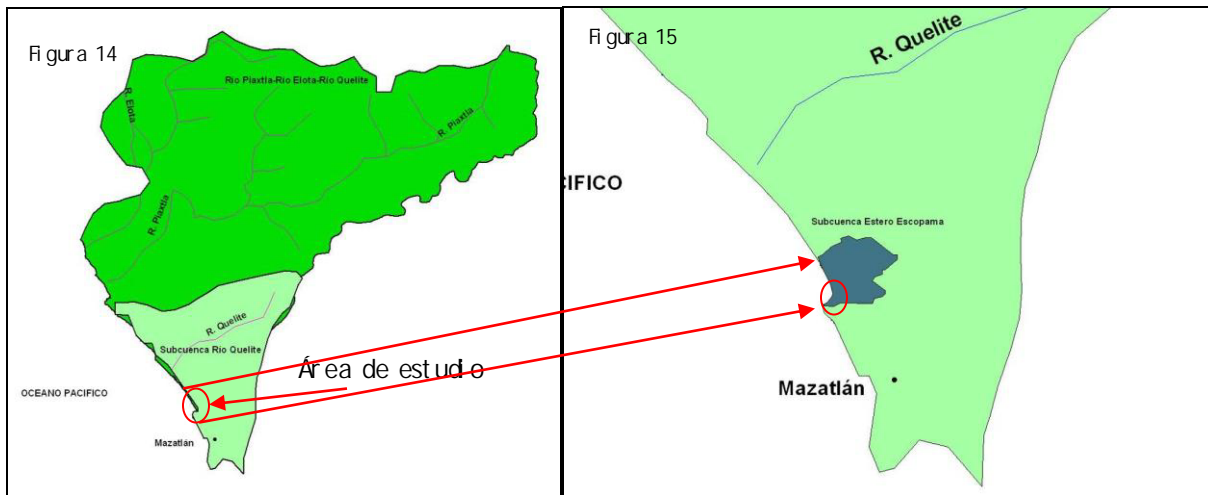 Figura 14
Rio Piaxtla-Rio Elota-Rio Quelite
R. Elota
R. Piaxtla
R. Piaxtla
R. Quelite
Subcuenca Rio Quelite
Área de estudio
OCEANO PACIFICO
Mazatlán
Figura 15
R. Quelite
CIFICO
Subcuenca Estero Escopama
Mazatlán